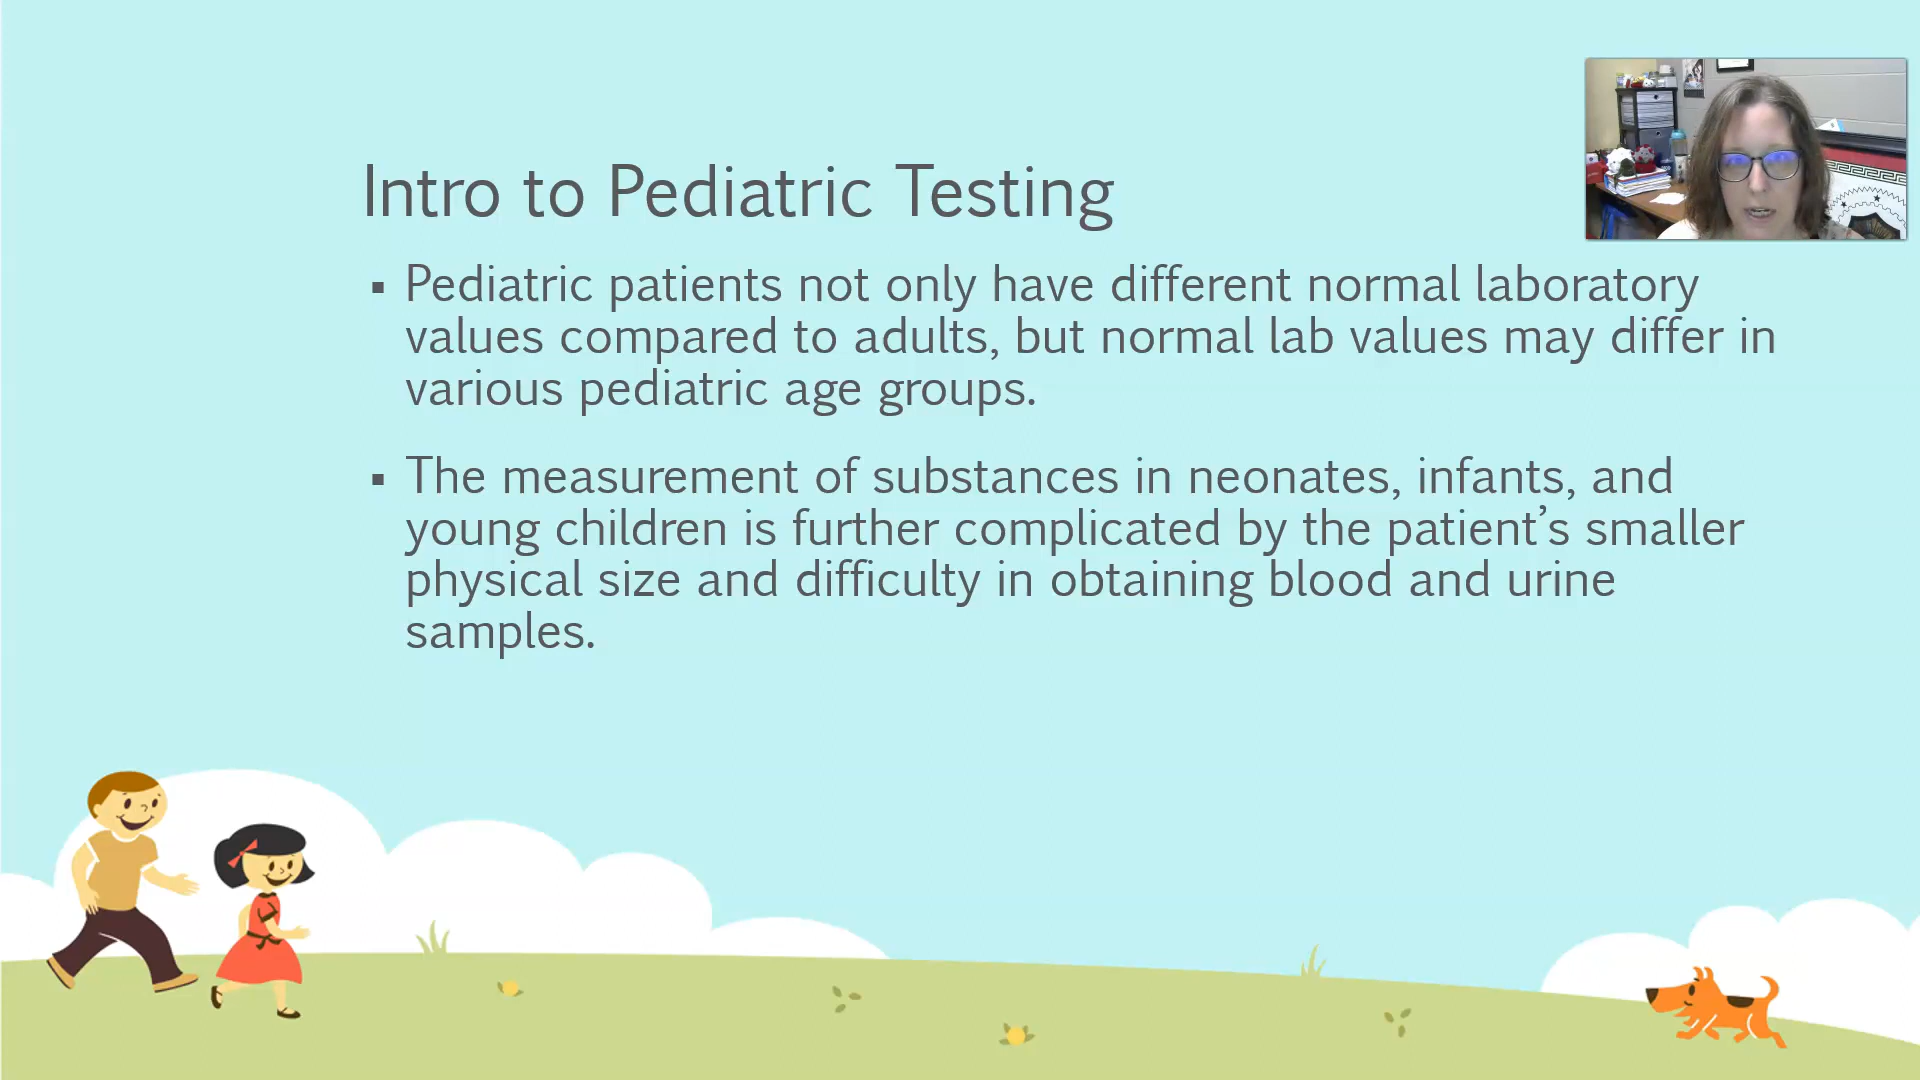 Intro to Pediatric Testing
▪ Pediatric patients not only have different normal laboratory
values compared to adults, but normal lab values may differ in
various pediatric age groups.
▪ The measurement of substances in neonates, infants, and
young children is further complicated by the patient’s smaller
physical size and difficulty in obtaining blood and urine
samples.